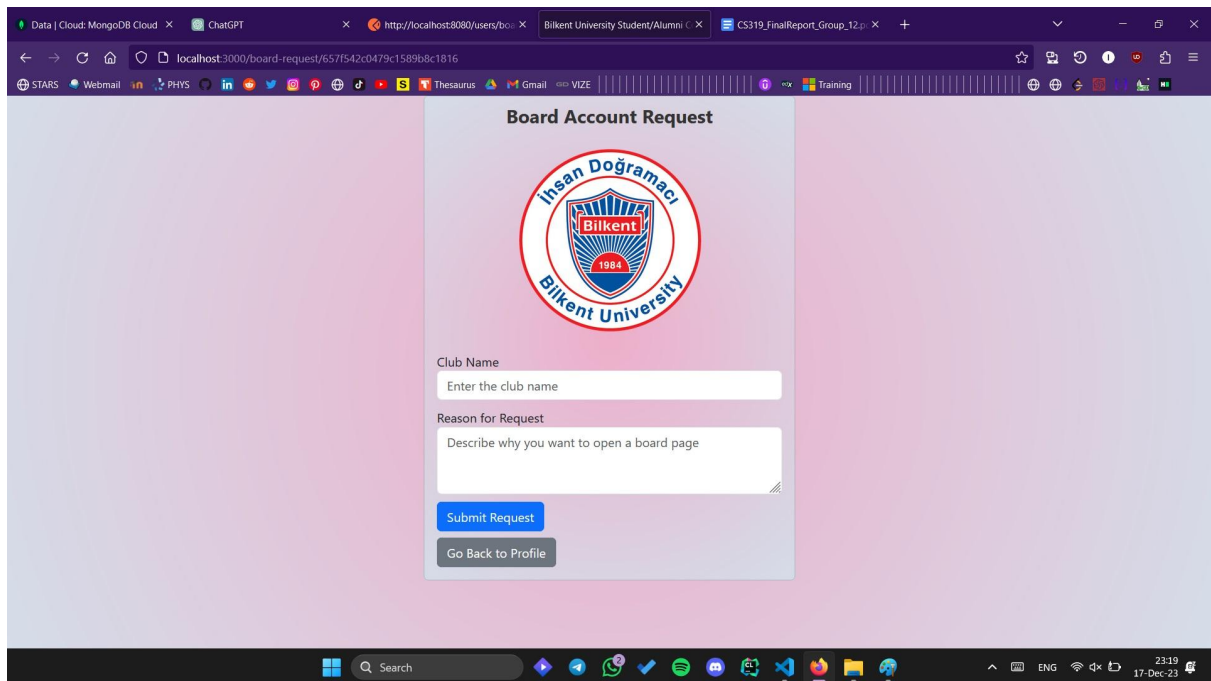 Data | Cloud: MongoDB Cloud
ChatGPT
http://localhost:8080/users/boa
Bilkent University Student/Alumni C
CS319_FinalReport_Group_12.p
localhost:3000/board-request/657f542c0479c1589b8c1816
STARS Webmail PHYS Thesaurus Gmail VIZE Training
Board Account Request
İhsan Doğramacı
Bilkent
1984
Bilkent University
Club Name
Enter the club name
Reason for Request
Describe why you want to open a board page
Submit Request
Go Back to Profile
Search
2
ENG
23:19
17-Dec-23